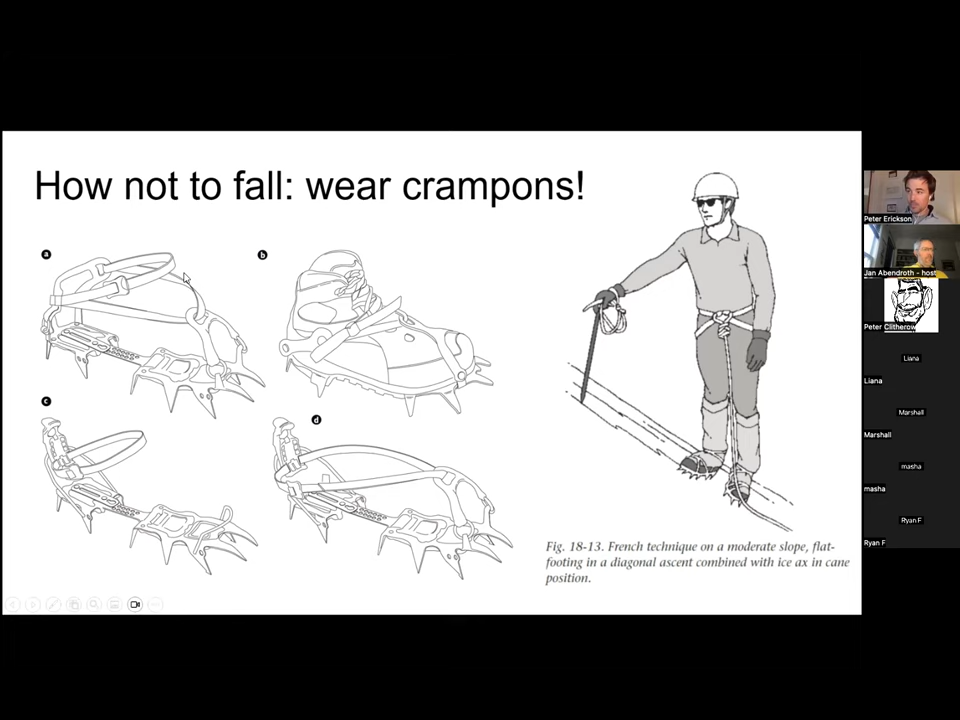 How not to fall: wear crampons!
a
b
c
d
Fig. 18-13. French technique on a moderate slope, flat-
footing in a diagonal ascent combined with ice ax in cane
position.
Peter Erickson
Jan Abendroth - host
Peter Clitherow
Liana
Liana
Marshall
Marshall
masha
masha
Ryan F
Ryan F